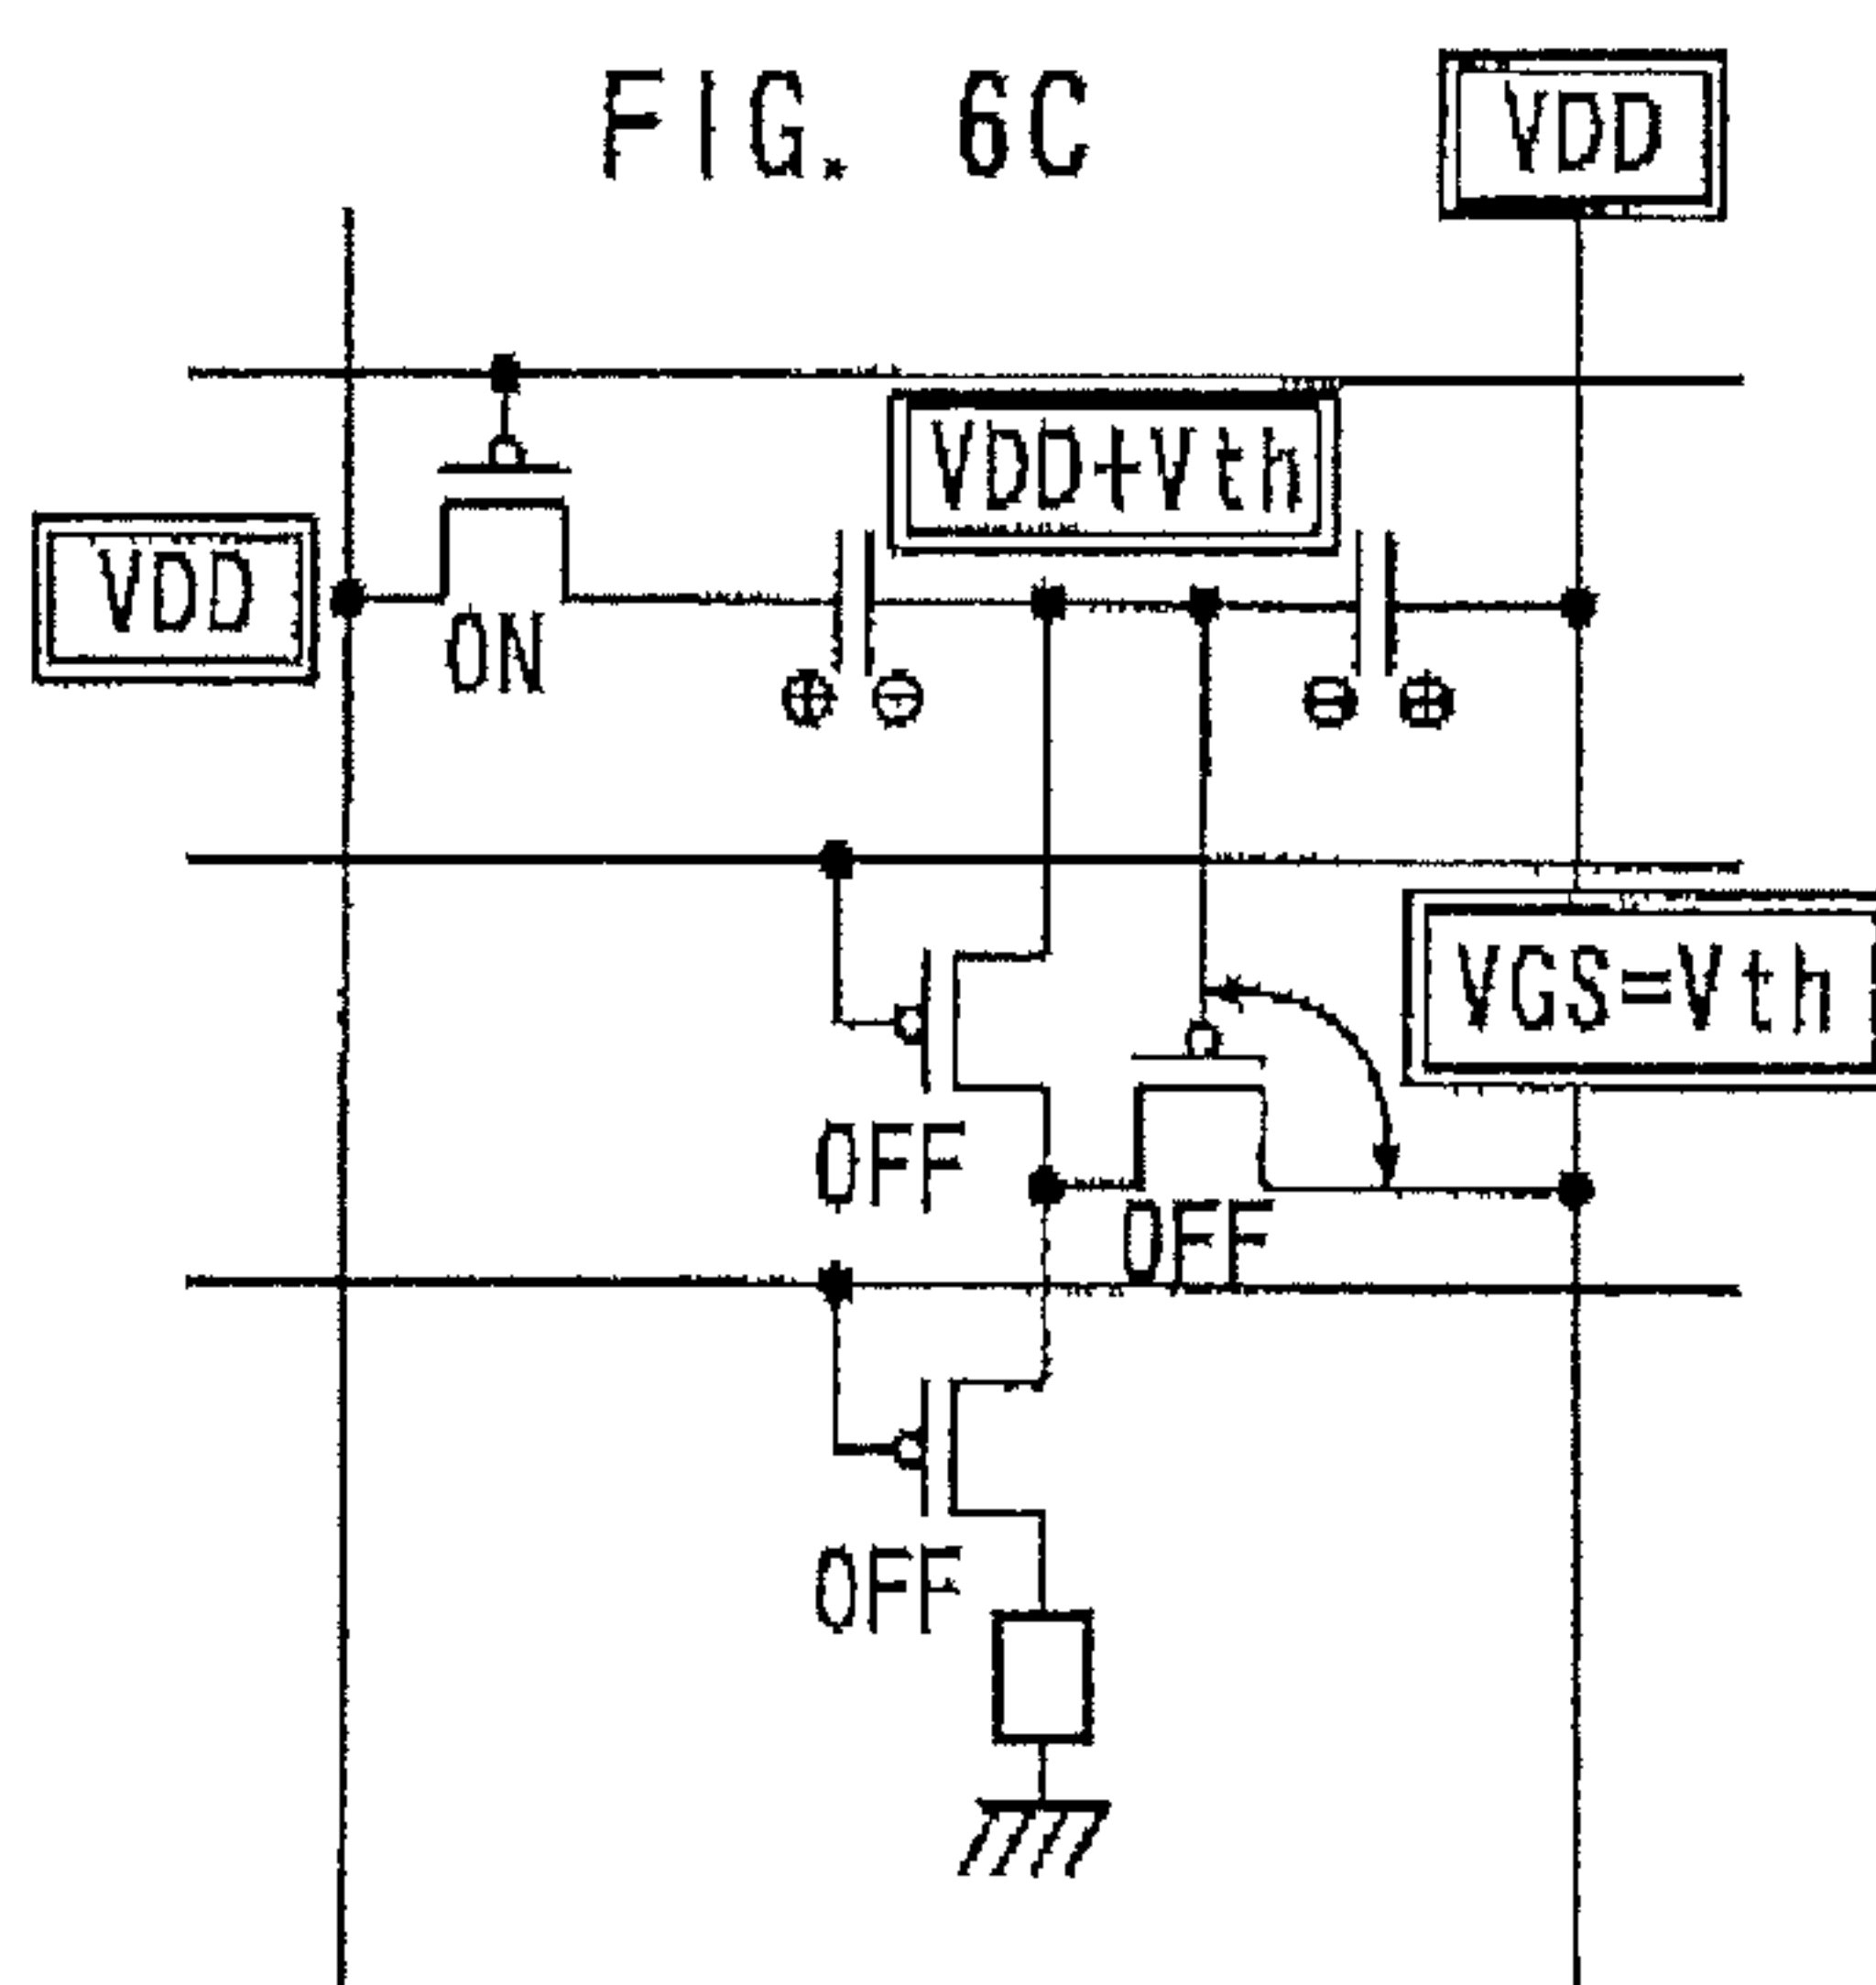 FIG. 6C
VDD
VDD+Vth
VDD
ON
⊕ ⊖
⊖ ⊕
VGS=Vth
OFF
OFF
OFF